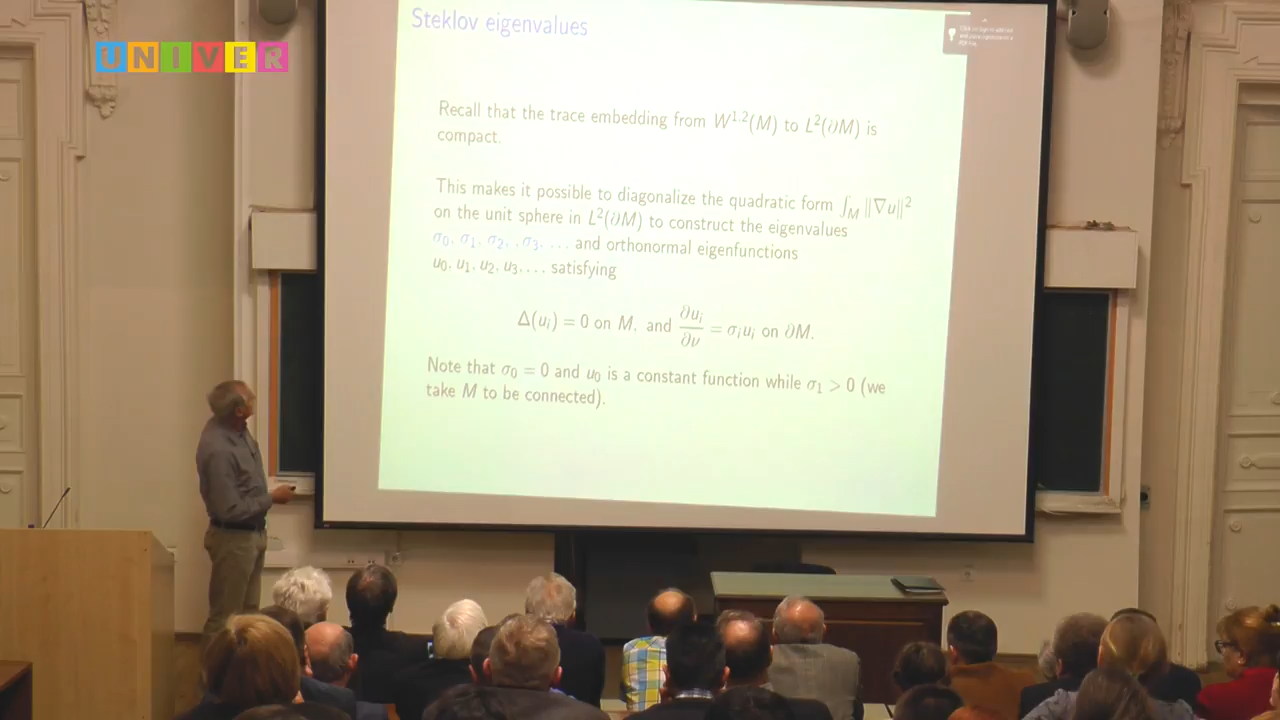 UNIVER
Steklov eigenvalues
Recall that the trace embedding from W^{1,2}(M) to L^2(∂M) is
compact.
This makes it possible to diagonalize the quadratic form ∫_M ‖∇u‖^2
on the unit sphere in L^2(∂M) to construct the eigenvalues
σ_0, σ_1, σ_2, σ_3, ... and orthonormal eigenfunctions
u_0, u_1, u_2, u_3, ... satisfying
Δ(u_i) = 0 on M, and ∂u_i/∂ν = σ_i u_i on ∂M.
Note that σ_0 = 0 and u_0 is a constant function while σ_1 > 0 (we
take M to be connected).